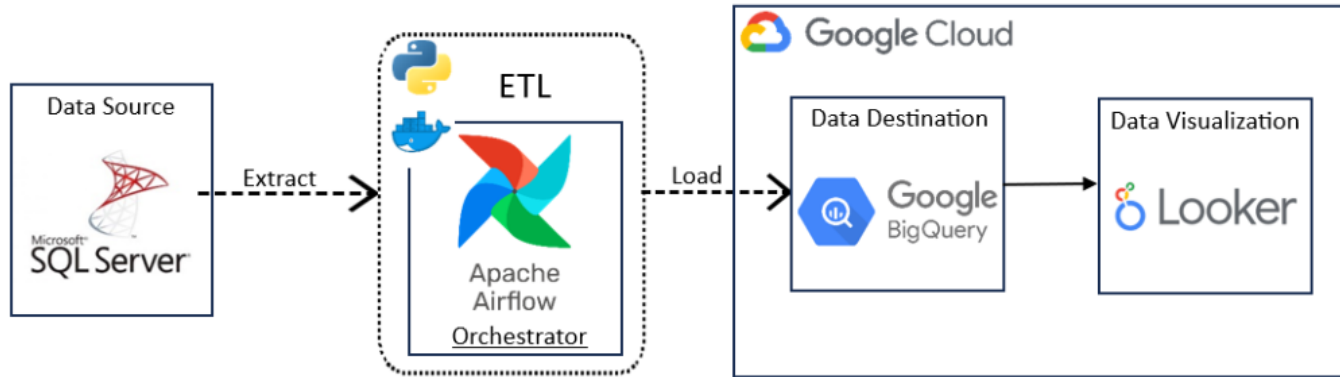 Data Source
Microsoft®
SQL Server®
Extract
ETL
Apache
Airflow
Orchestrator
Load
Google Cloud
Data Destination
Google
BigQuery
Data Visualization
Looker